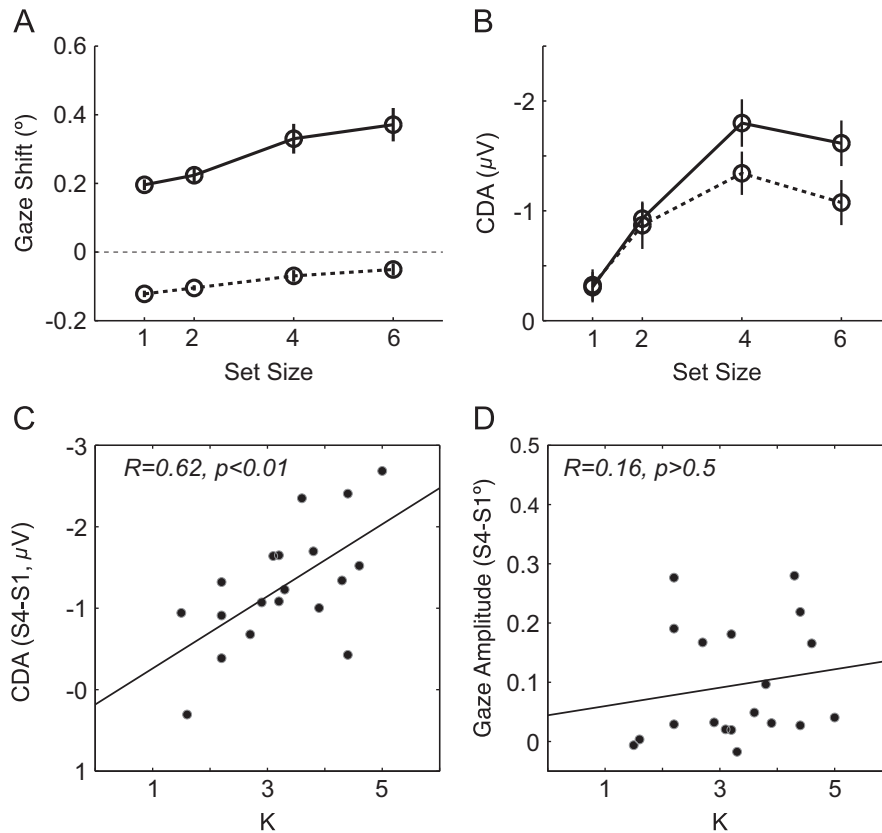 A
0.6
0.4
0.2
0
-0.2
Gaze Shift (º)
1 2 4 6
Set Size
B
-2
-1
0
CDA (µV)
1 2 4 6
Set Size
C
-3
-2
-1
-0
1
CDA (S4-S1, µV)
R=0.62, p<0.01
1 3 5
K
D
0.5
0.4
0.3
0.2
0.1
0
Gaze Amplitude (S4-S1º)
R=0.16, p>0.5
1 3 5
K